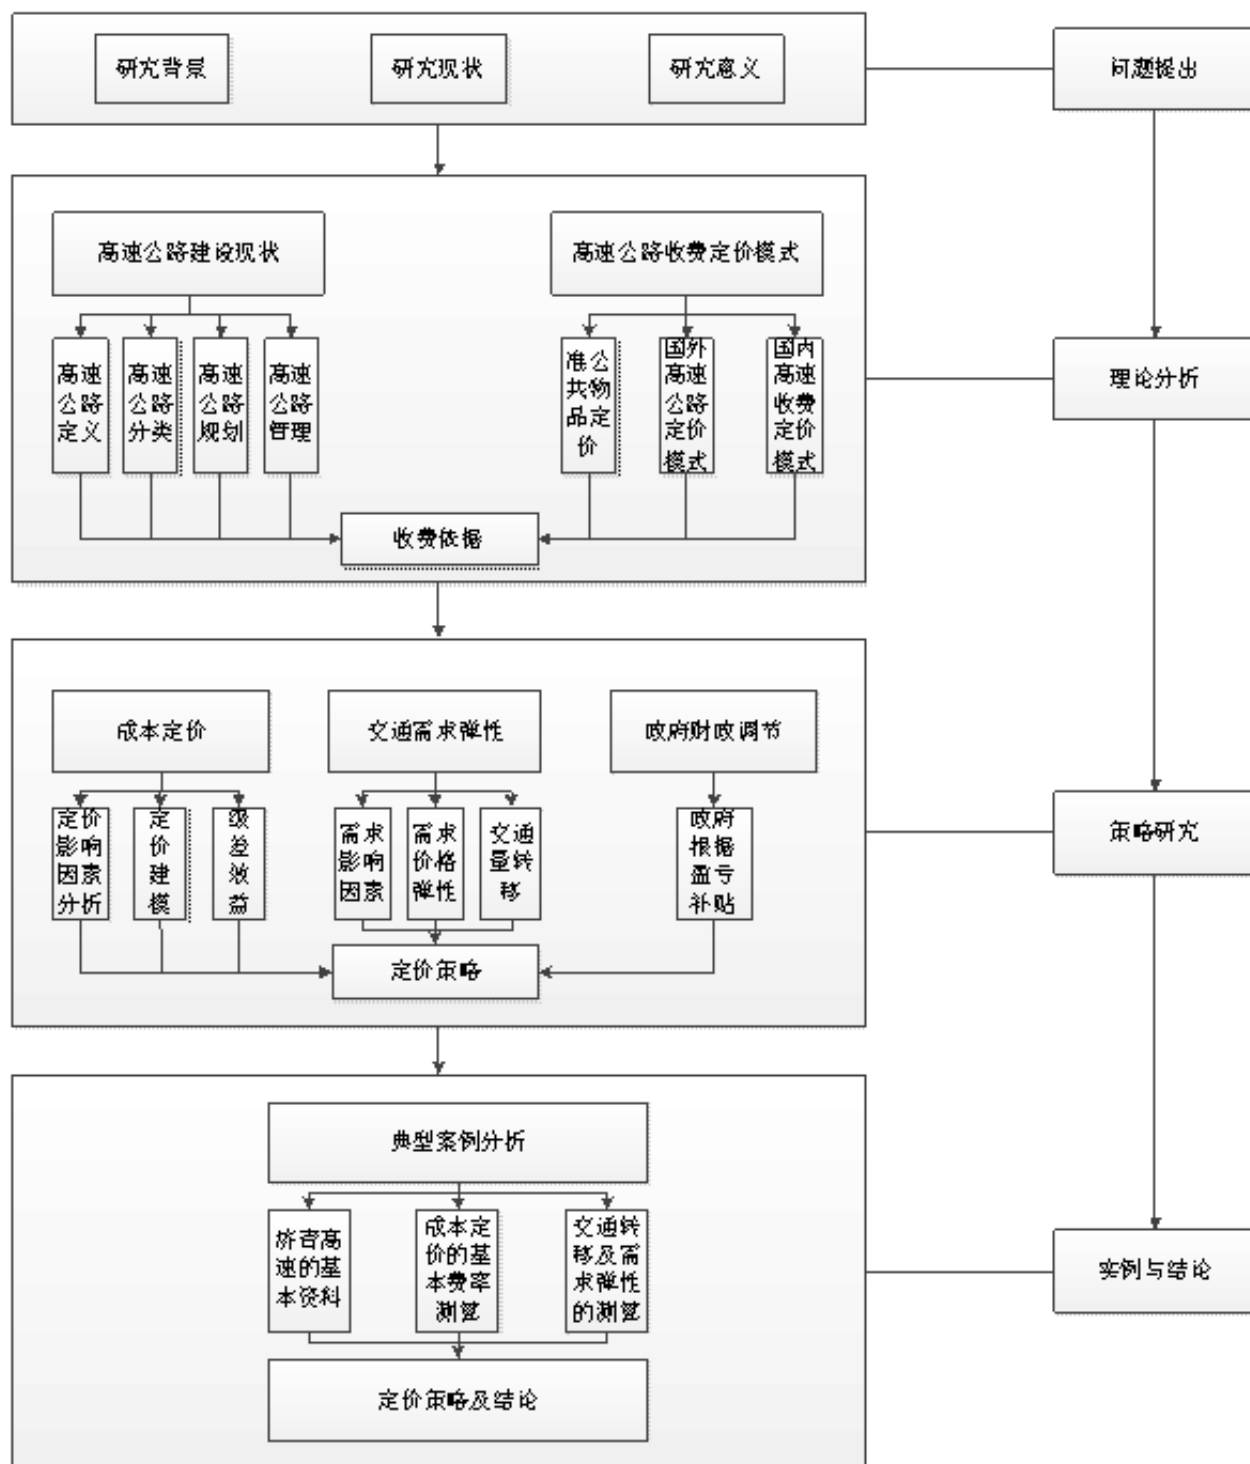 研究背景
研究现状
研究意义
问题提出
高速公路建设现状
高速公路收费定价模式
高速
公路
定义
高速
公路
分类
高速
公路
规划
高速
公路
管理
准公
共物
品定
价
国外
高速
公路
定价
模式
国内
高速
收费
定价
模式
理论分析
收费依据
成本定价
交通需求弹性
政府财政调节
定价
影响
因素
分析
定
价
建
模
级
差
效
益
需求
影响
因素
需求
价格
弹性
交通
量转
移
政府
根据
盈亏
补贴
策略研究
定价策略
典型案例分析
济青高
速的基
本资料
成本定
价的基
本费率
测算
交通转
移及需
求弹性
的测算
实例与结论
定价策略及结论